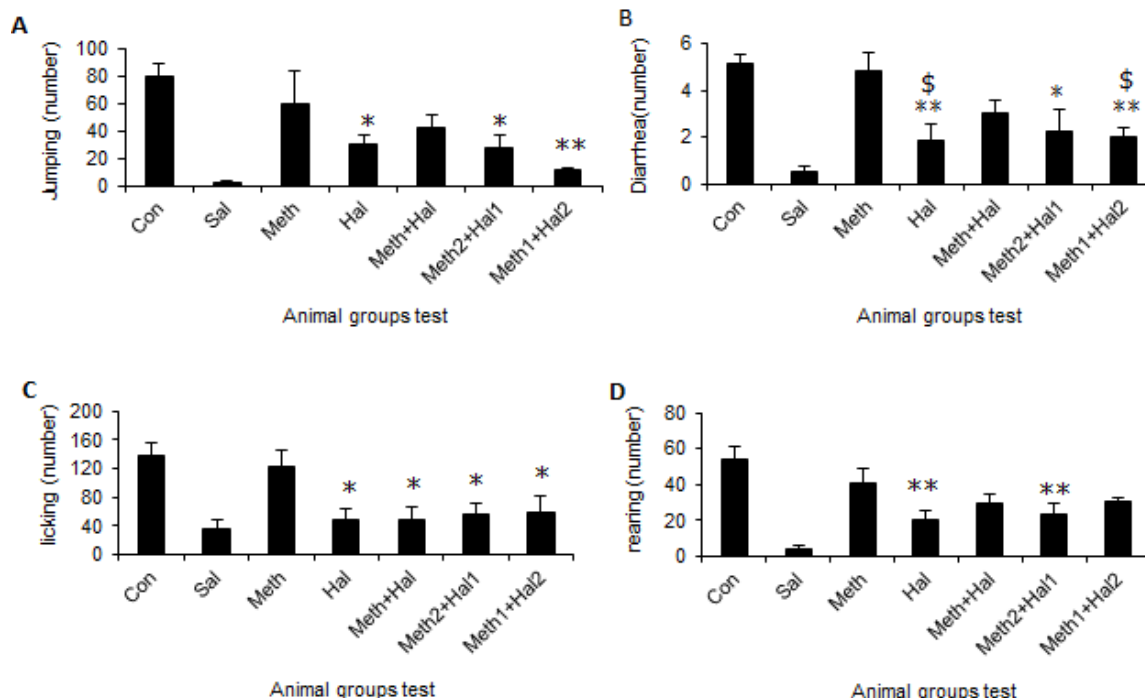 A
Jumping (number)
100
80
60
40
20
0
* * **
Con Sal Meth Hal Meth+Hal Meth2+Hal1 Meth1+Hal2
Animal groups test
B
Diarrhea(number)
6
4
2
0
$ $
** * **
Con Sal Meth Hal Meth+Hal Meth2+Hal1 Meth1+Hal2
Animal groups test
C
licking (number)
200
160
120
80
40
0
* * * *
Con Sal Meth Hal Meth+Hal Meth2+Hal1 Meth1+Hal2
Animal groups test
D
rearing (number)
80
60
40
20
0
** **
Con Sal Meth Hal Meth+Hal Meth2+Hal1 Meth1+Hal2
Animal groups test